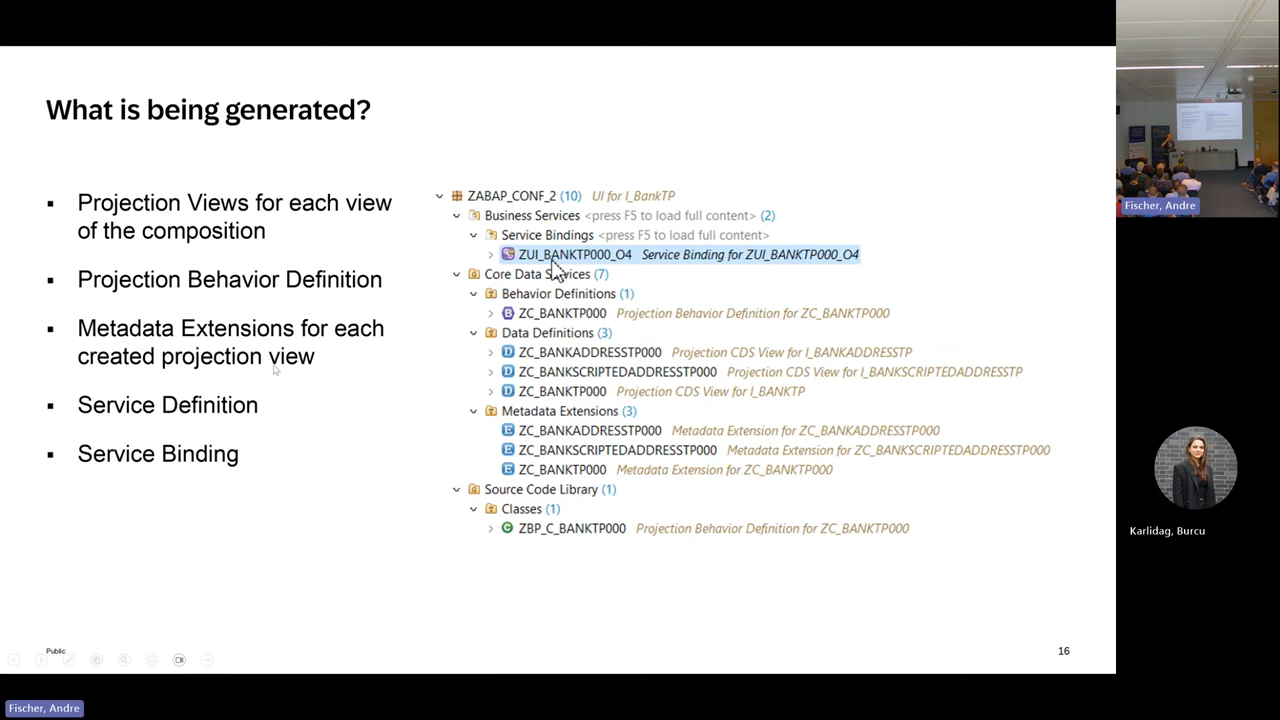 What is being generated?
▪ Projection Views for each view
of the composition
▪ Projection Behavior Definition
▪ Metadata Extensions for each
created projection view
▪ Service Definition
▪ Service Binding
ZABAP_CONF_2 (10) UI for I_BankTP
Business Services <press F5 to load full content> (2)
Service Bindings <press F5 to load full content>
ZUI_BANKTP000_O4 Service Binding for ZUI_BANKTP000_O4
Core Data Services (7)
Behavior Definitions (1)
ZC_BANKTP000 Projection Behavior Definition for ZC_BANKTP000
Data Definitions (3)
ZC_BANKADDRESSTP000 Projection CDS View for I_BANKADDRESSTP
ZC_BANKSCRIPTEDADDRESSTP000 Projection CDS View for I_BANKSCRIPTEDADDRESSTP
ZC_BANKTP000 Projection CDS View for I_BANKTP
Metadata Extensions (3)
ZC_BANKADDRESSTP000 Metadata Extension for ZC_BANKADDRESSTP000
ZC_BANKSCRIPTEDADDRESSTP000 Metadata Extension for ZC_BANKSCRIPTEDADDRESSTP000
ZC_BANKTP000 Metadata Extension for ZC_BANKTP000
Source Code Library (1)
Classes (1)
ZBP_C_BANKTP000 Projection Behavior Definition for ZC_BANKTP000
Public
16
Fischer, Andre
Karlidag, Burcu
Fischer, Andre